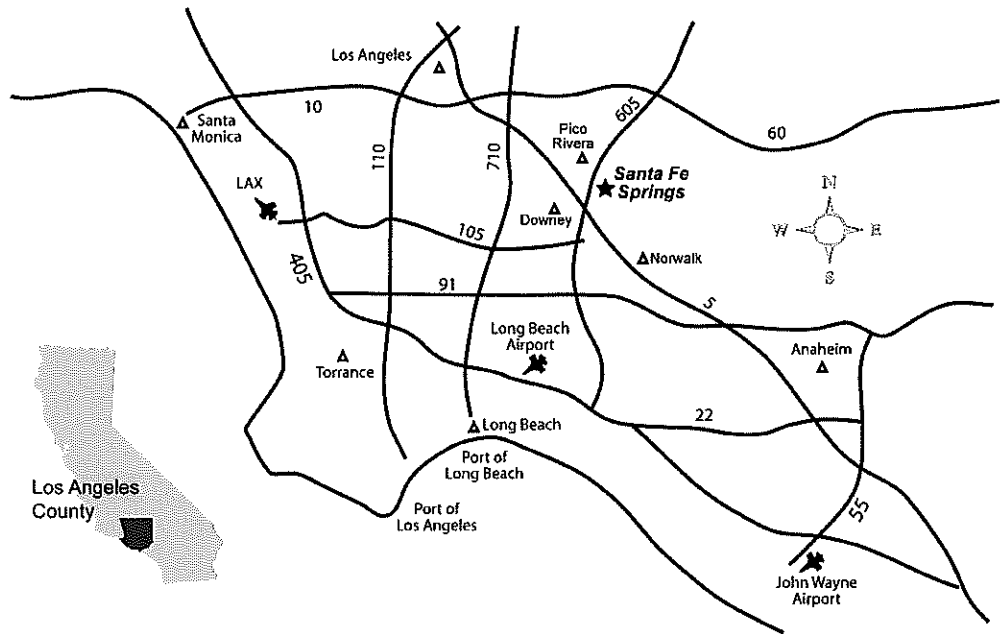 Los Angeles
10
605
60
Santa
Monica
110
710
Pico
Rivera
Santa Fe
Springs
LAX
N
W
E
S
Downey
105
Norwalk
405
91
5
Long Beach
Airport
Anaheim
Torrance
22
Long Beach
Port of
Long Beach
Los Angeles
County
Port of
Los Angeles
55
John Wayne
Airport